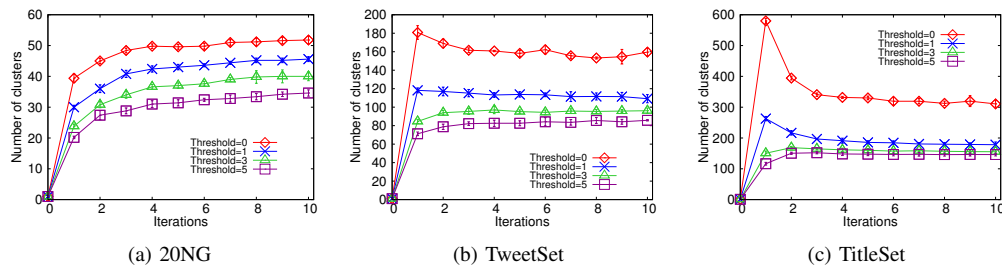 60
50
40
30
20
10
0
0
2
4
6
8
10
Number of clusters
Iterations
Threshold=0
Threshold=1
Threshold=3
Threshold=5
(a) 20NG
200
180
160
140
120
100
80
60
40
20
0
0
2
4
6
8
10
Number of clusters
Iterations
Threshold=0
Threshold=1
Threshold=3
Threshold=5
(b) TweetSet
600
500
400
300
200
100
0
0
2
4
6
8
10
Number of clusters
Iterations
Threshold=0
Threshold=1
Threshold=3
Threshold=5
(c) TitleSet